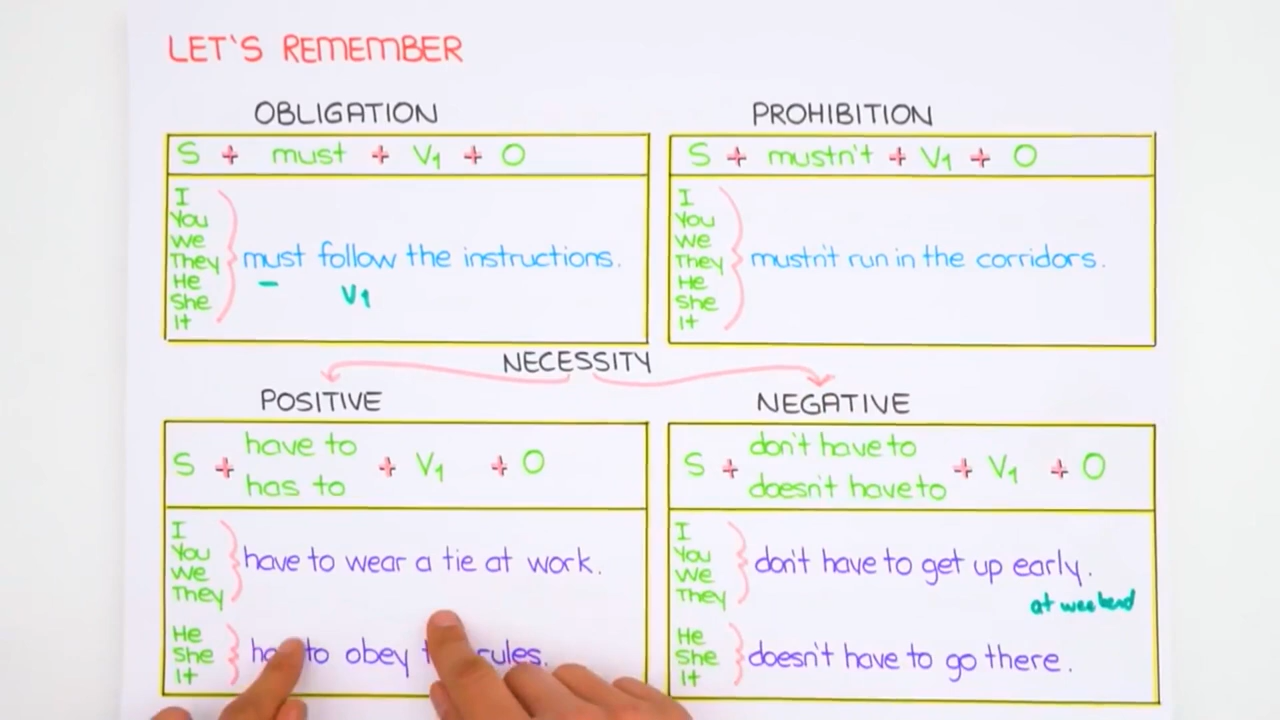 LET'S REMEMBER
OBLIGATION
S + must + V1 + O
I
You
We
They
He
She
It
must follow the instructions.
V1
PROHIBITION
S + mustn't + V1 + O
I
You
We
They
He
She
It
mustn't run in the corridors.
NECESSITY
POSITIVE
S + have to has to + V1 + O
I
You
We
They
have to wear a tie at work.
He
She
It
to obey rules.
NEGATIVE
S + don't have to doesn't have to + V1 + O
I
You
We
They
don't have to get up early.
at weekend
He
She
It
doesn't have to go there.